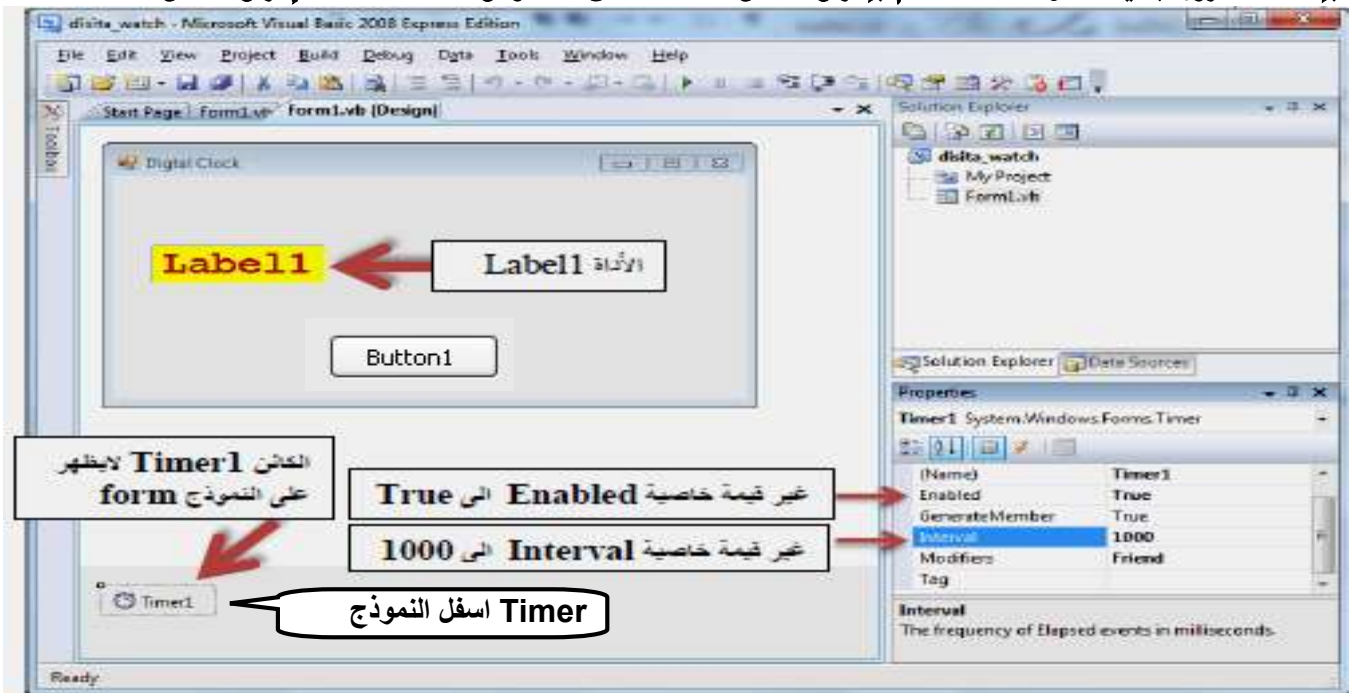 disita_watch - Microsoft Visual Basic 2008 Express Edition
File Edit View Project Build Debug Data Tools Window Help
Toolbox
Start Page Form1.vb Form1.vb [Design]
Digtal Clock
Label1
الأداة Label1
Button1
الكائن Timer1 لايظهر
على النموذج form
غير قيمة خاصية Enabled الى True
غير قيمة خاصية Interval الى 1000
Timer1
Timer اسفل النموذج
Solution Explorer
disita_watch
My Project
Form1.vb
Solution Explorer Data Sources
Properties
Timer1 System.Windows.Forms.Timer
(Name) Timer1
Enabled True
GenerateMember True
Interval 1000
Modifiers Friend
Tag
Interval
The frequency of Elapsed events in milliseconds.
Ready